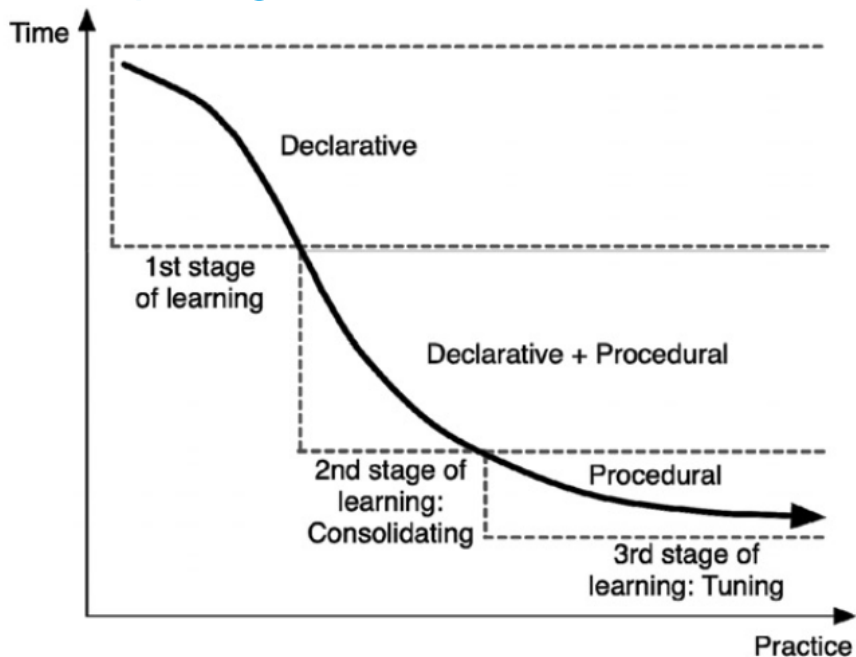 Time
Declarative
1st stage
of learning
Declarative + Procedural
2nd stage of
learning:
Consolidating
Procedural
3rd stage of
learning: Tuning
Practice